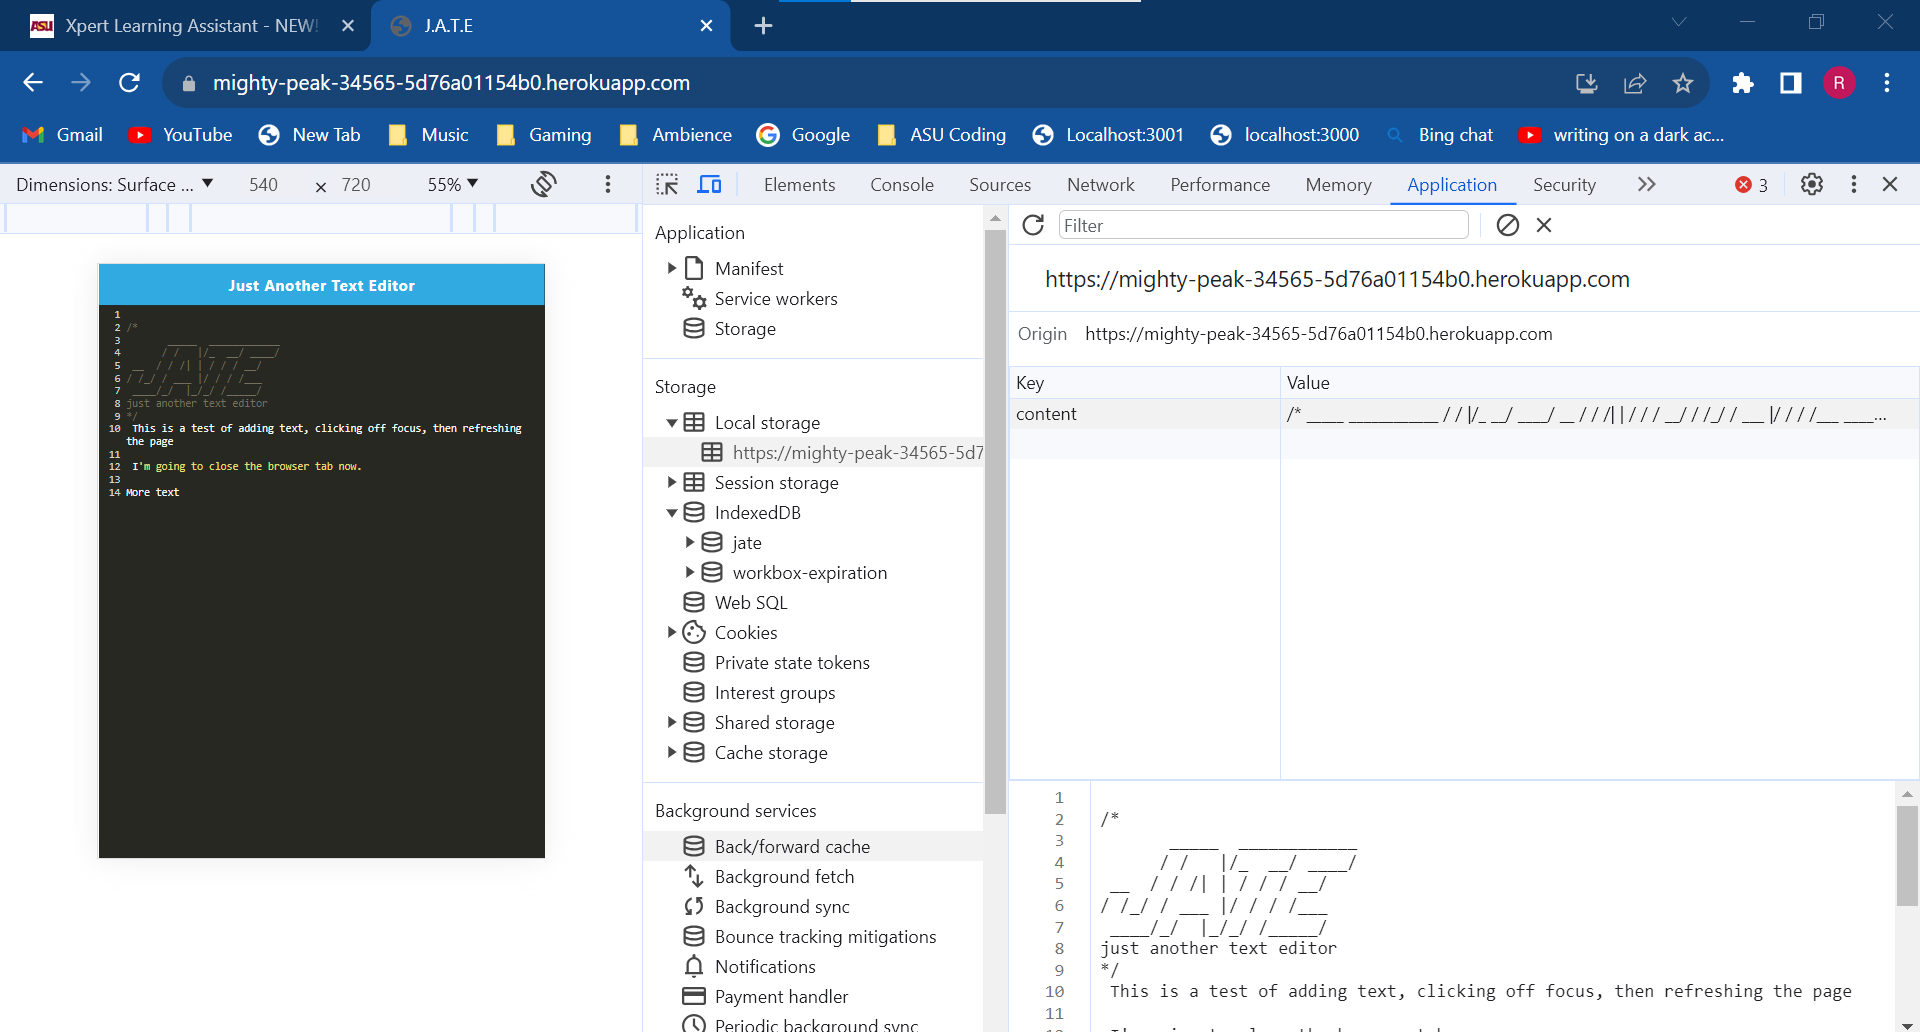 Xpert Learning Assistant - NEW!
J.A.T.E
mighty-peak-34565-5d76a01154b0.herokuapp.com
R
Gmail
YouTube
New Tab
Music
Gaming
Ambience
Google
ASU Coding
Localhost:3001
localhost:3000
Bing chat
writing on a dark ac...
Dimensions: Surface ...
540 × 720
55%
Elements
Console
Sources
Network
Performance
Memory
Application
Security
3
Just Another Text Editor
1
2 /*
3         _____  ____________
4        / /   |/_  __/ ____/
5   __  / / /| | / / / __/
6 / /_/ / ___ |/ / / /___
7  ____/_/  |_/_/ /_____/
8 just another text editor
9 */
10  This is a test of adding text, clicking off focus, then refreshing
the page
11
12  I'm going to close the browser tab now.
13
14 More text
Application
Manifest
Service workers
Storage
Storage
Local storage
https://mighty-peak-34565-5d7
Session storage
IndexedDB
jate
workbox-expiration
Web SQL
Cookies
Private state tokens
Interest groups
Shared storage
Cache storage
Background services
Back/forward cache
Background fetch
Background sync
Bounce tracking mitigations
Notifications
Payment handler
Periodic background sync
Filter
https://mighty-peak-34565-5d76a01154b0.herokuapp.com
Origin https://mighty-peak-34565-5d76a01154b0.herokuapp.com
Key Value
content /* _____ ____________ / / |/_ __/ ____/ __ / / /| | / / / __/ / /_/ / ___ |/ / / /___ ____...
1
2 /*
3        _____  ____________
4       / /   |/_  __/ ____/
5  __  / / /| | / / / __/
6 / /_/ / ___ |/ / / /___
7  ____/_/  |_/_/ /_____/
8 just another text editor
9 */
10  This is a test of adding text, clicking off focus, then refreshing the page
11